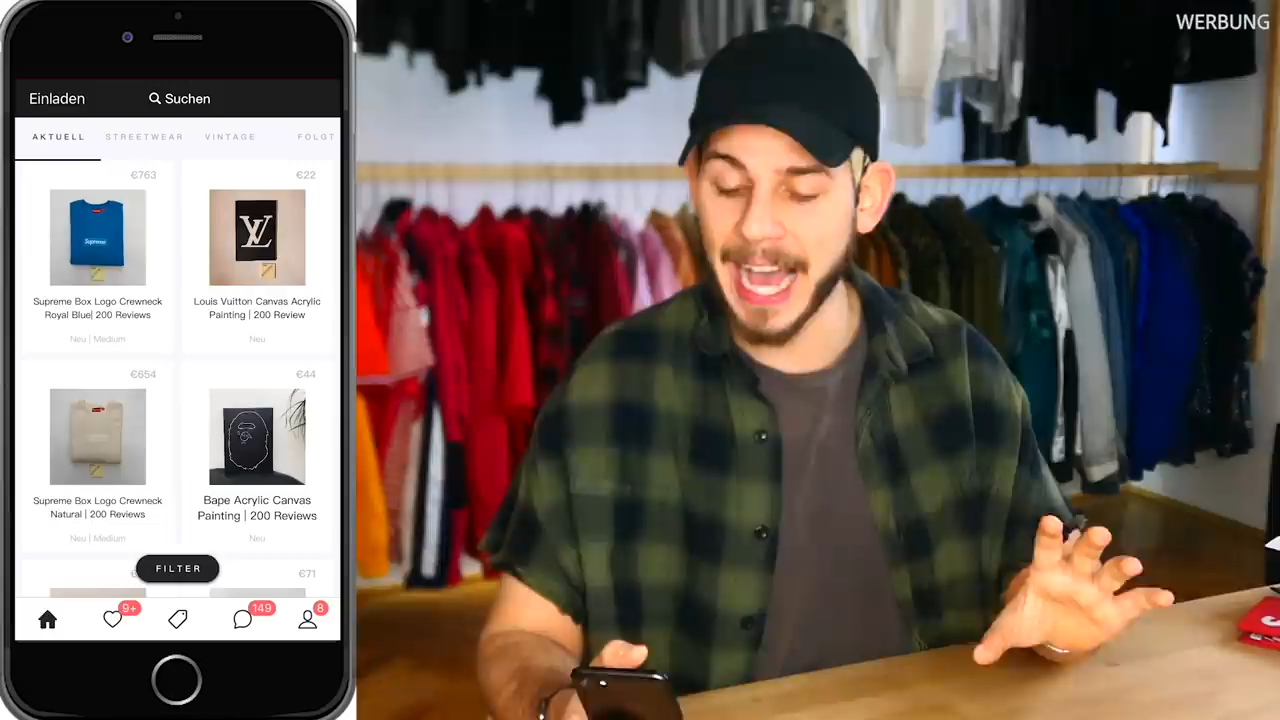 WERBUNG
Einladen
Suchen
AKTUELL STREETWEAR VINTAGE FOLGT
€763
Supreme
Supreme Box Logo Crewneck
Royal Blue| 200 Reviews
Neu | Medium
€22
LV
Louis Vuitton Canvas Acrylic
Painting | 200 Review
Neu
€654
Supreme Box Logo Crewneck
Natural | 200 Reviews
Neu | Medium
€44
Bape Acrylic Canvas
Painting | 200 Reviews
Neu
€71
FILTER
9+
149
8